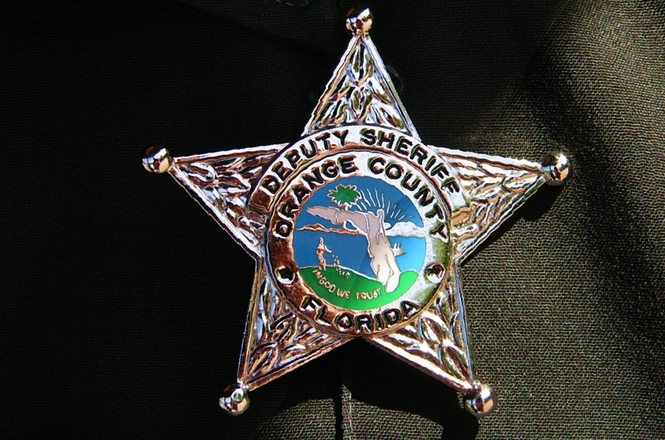 DEPUTY SHERIFF
ORANGE COUNTY
IN GOD WE TRUST
FLORIDA